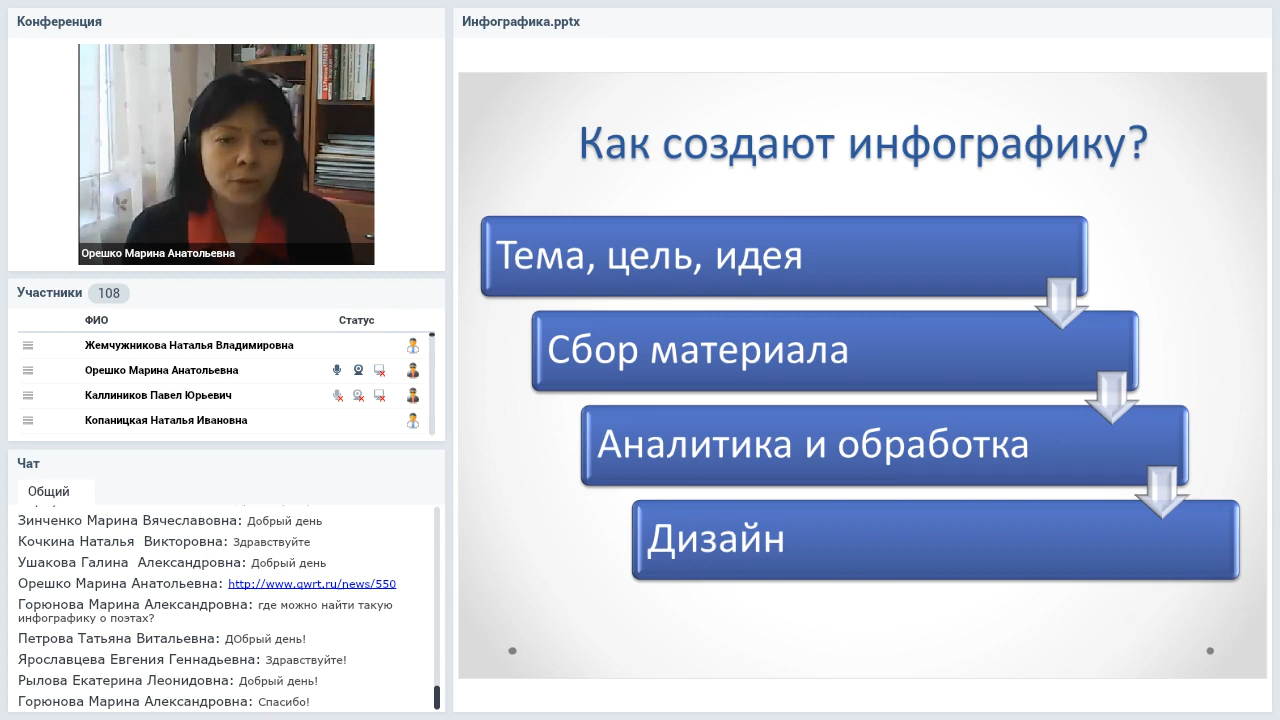 Конференция
Орешко Марина Анатольевна
Участники 108
ФИО Статус
Жемчужникова Наталья Владимировна
Орешко Марина Анатольевна
Каллиников Павел Юрьевич
Копаницкая Наталья Ивановна
Чат
Общий
Зинченко Марина Вячеславовна: Добрый день
Кочкина Наталья Викторовна: Здравствуйте
Ушакова Галина Александровна: Добрый день
Орешко Марина Анатольевна: http://www.qwrt.ru/news/550
Горюнова Марина Александровна: где можно найти такую
инфографику о поэтах?
Петрова Татьяна Витальевна: ДОбрый день!
Ярославцева Евгения Геннадьевна: Здравствуйте!
Рылова Екатерина Леонидовна: Добрый день!
Горюнова Марина Александровна: Спасибо!
Инфографика.pptx
Как создают инфографику?
Тема, цель, идея
Сбор материала
Аналитика и обработка
Дизайн